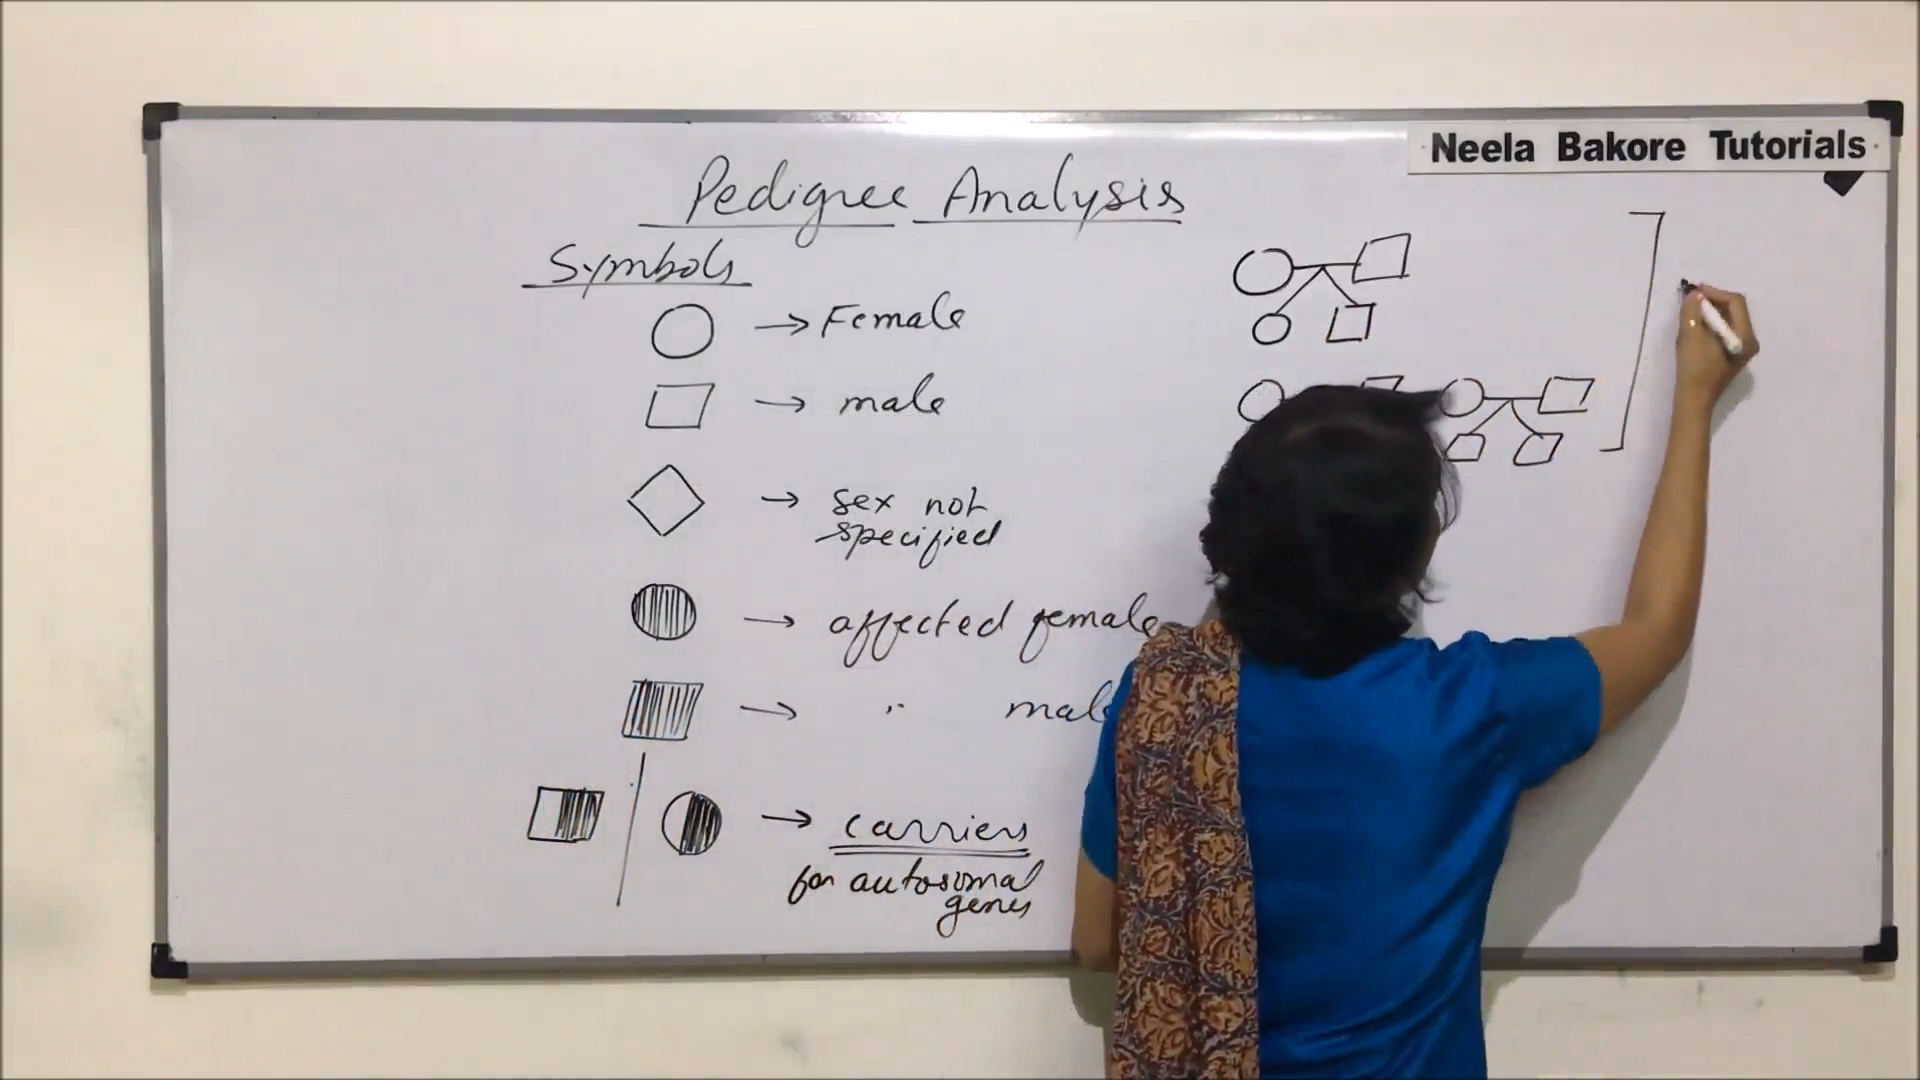 Neela Bakore Tutorials
Pedigree Analysis
Symbols
→ Female
→ male
→ sex not
specified
→ affected female
→ " male
→ carriers
for autosomal
genes